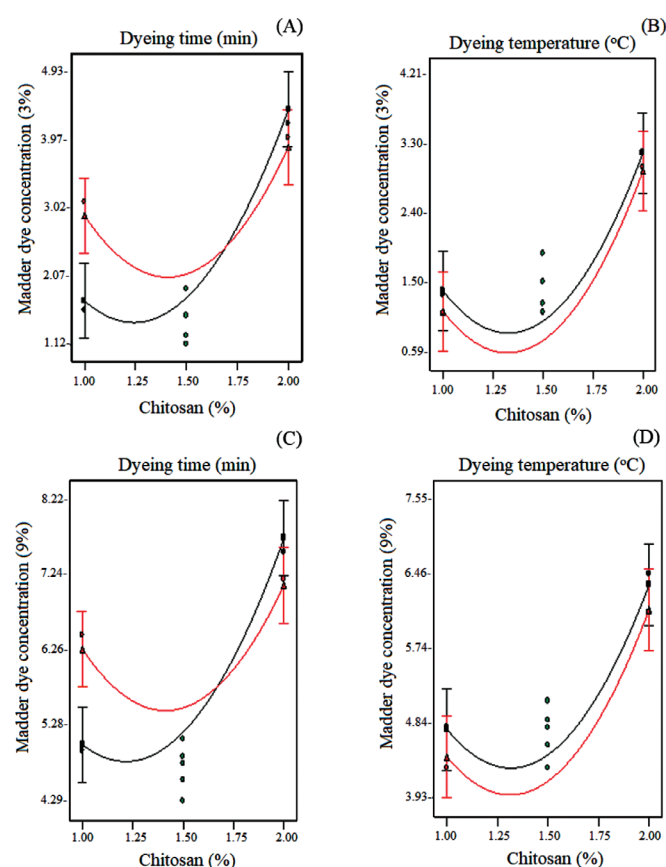 (A)
Dyeing time (min)
Madder dye concentration (3%)
4.93
3.97
3.02
2.07
1.12
1.00 1.25 1.50 1.75 2.00
Chitosan (%)
(B)
Dyeing temperature (°C)
Madder dye concentration (3%)
4.21
3.30
2.40
1.50
0.59
1.00 1.25 1.50 1.75 2.00
Chitosan (%)
(C)
Dyeing time (min)
Madder dye concentration (9%)
8.22
7.24
6.26
5.28
4.29
1.00 1.25 1.50 1.75 2.00
Chitosan (%)
(D)
Dyeing temperature (°C)
Madder dye concentration (9%)
7.55
6.46
5.74
4.84
3.93
1.00 1.25 1.50 1.75 2.00
Chitosan (%)